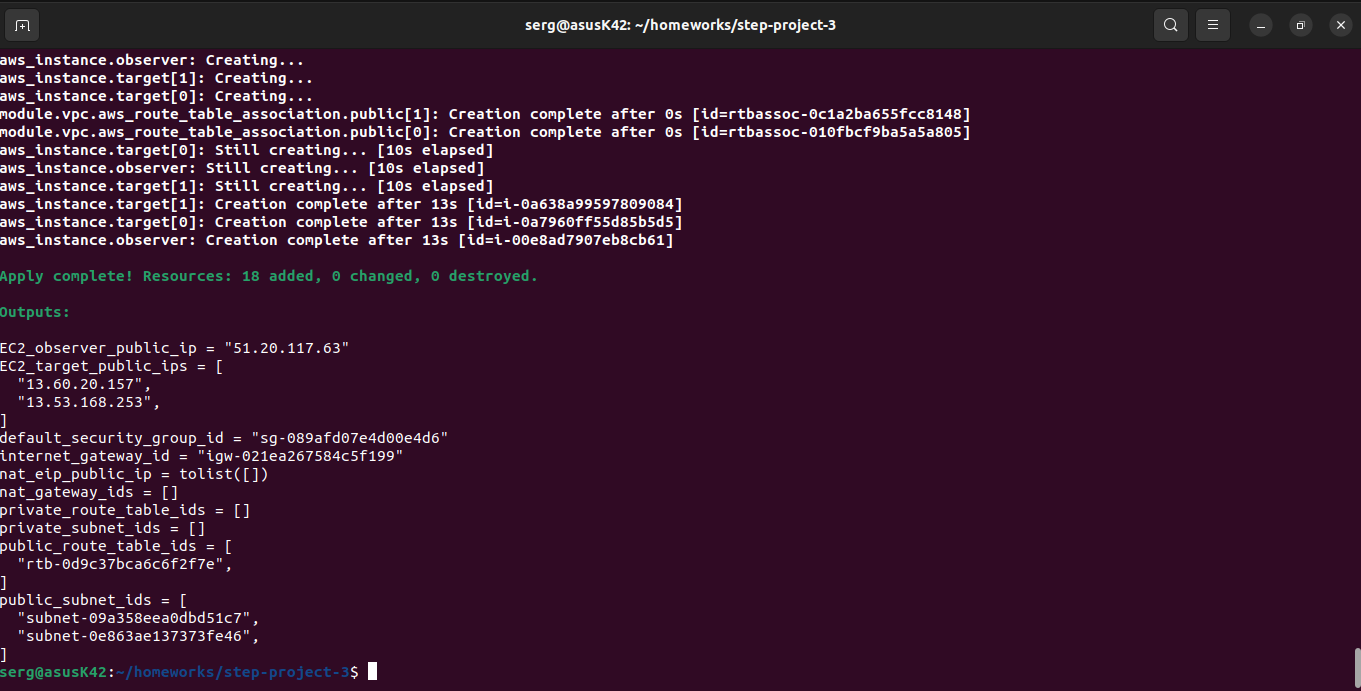 serg@asusK42: ~/homeworks/step-project-3
aws_instance.observer: Creating...
aws_instance.target[1]: Creating...
aws_instance.target[0]: Creating...
module.vpc.aws_route_table_association.public[1]: Creation complete after 0s [id=rtbassoc-0c1a2ba655fcc8148]
module.vpc.aws_route_table_association.public[0]: Creation complete after 0s [id=rtbassoc-010fbcf9ba5a5a805]
aws_instance.target[0]: Still creating... [10s elapsed]
aws_instance.observer: Still creating... [10s elapsed]
aws_instance.target[1]: Still creating... [10s elapsed]
aws_instance.target[1]: Creation complete after 13s [id=i-0a638a99597809084]
aws_instance.target[0]: Creation complete after 13s [id=i-0a7960ff55d85b5d5]
aws_instance.observer: Creation complete after 13s [id=i-00e8ad7907eb8cb61]
Apply complete! Resources: 18 added, 0 changed, 0 destroyed.
Outputs:
EC2_observer_public_ip = "51.20.117.63"
EC2_target_public_ips = [
  "13.60.20.157",
  "13.53.168.253",
]
default_security_group_id = "sg-089afd07e4d00e4d6"
internet_gateway_id = "igw-021ea267584c5f199"
nat_eip_public_ip = tolist([])
nat_gateway_ids = []
private_route_table_ids = []
private_subnet_ids = []
public_route_table_ids = [
  "rtb-0d9c37bca6c6f2f7e",
]
public_subnet_ids = [
  "subnet-09a358eea0dbd51c7",
  "subnet-0e863ae137373fe46",
]
serg@asusK42:~/homeworks/step-project-3$